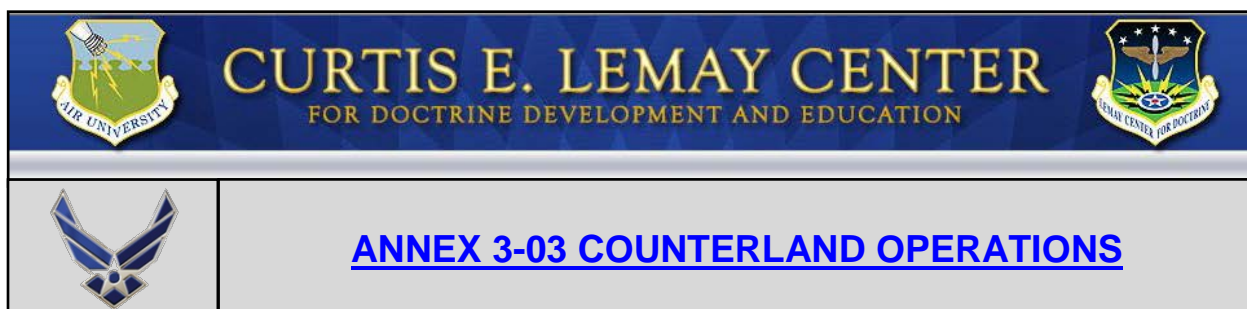 CURTIS E. LEMAY CENTER
FOR DOCTRINE DEVELOPMENT AND EDUCATION
AIR UNIVERSITY
LEMAY CENTER FOR DOCTRINE
ANNEX 3-03 COUNTERLAND OPERATIONS